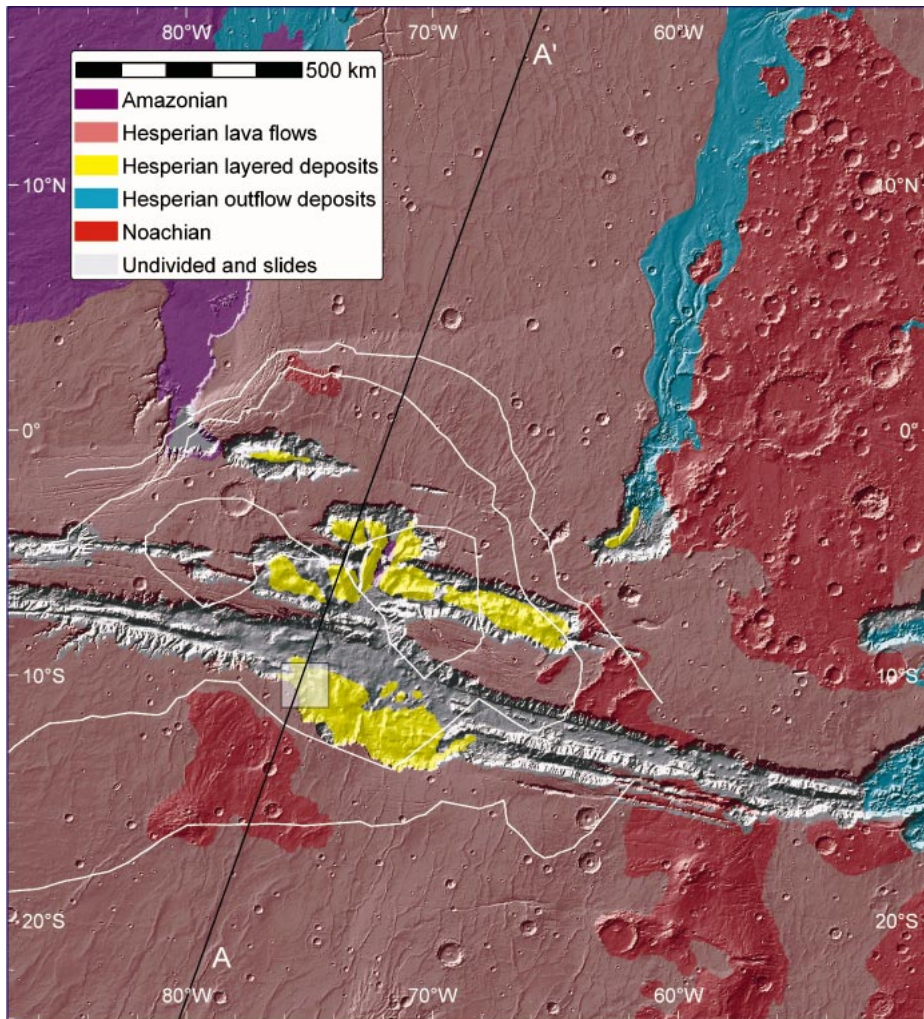 80°W 70°W 60°W
A'
500 km
Amazonian
Hesperian lava flows
Hesperian layered deposits
Hesperian outflow deposits
Noachian
Undivided and slides
10°N 10°N
0° 0°
10°S 10°S
20°S 20°S
A
80°W 70°W 60°W